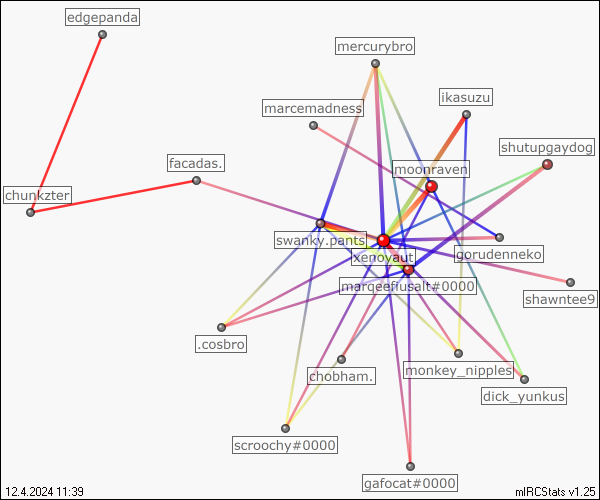 edgepanda
mercurybro
ikasuzu
marcemadness
shutupgaydog
facadas.
moonraven
chunkzter
swanky.pants
gorudenneko
xenoyaut
marqeefiusalt#0000
shawntee9
.cosbro
monkey_nipples
chobham.
dick_yunkus
scroochy#0000
gafocat#0000
12.4.2024 11:39
mIRCStats v1.25